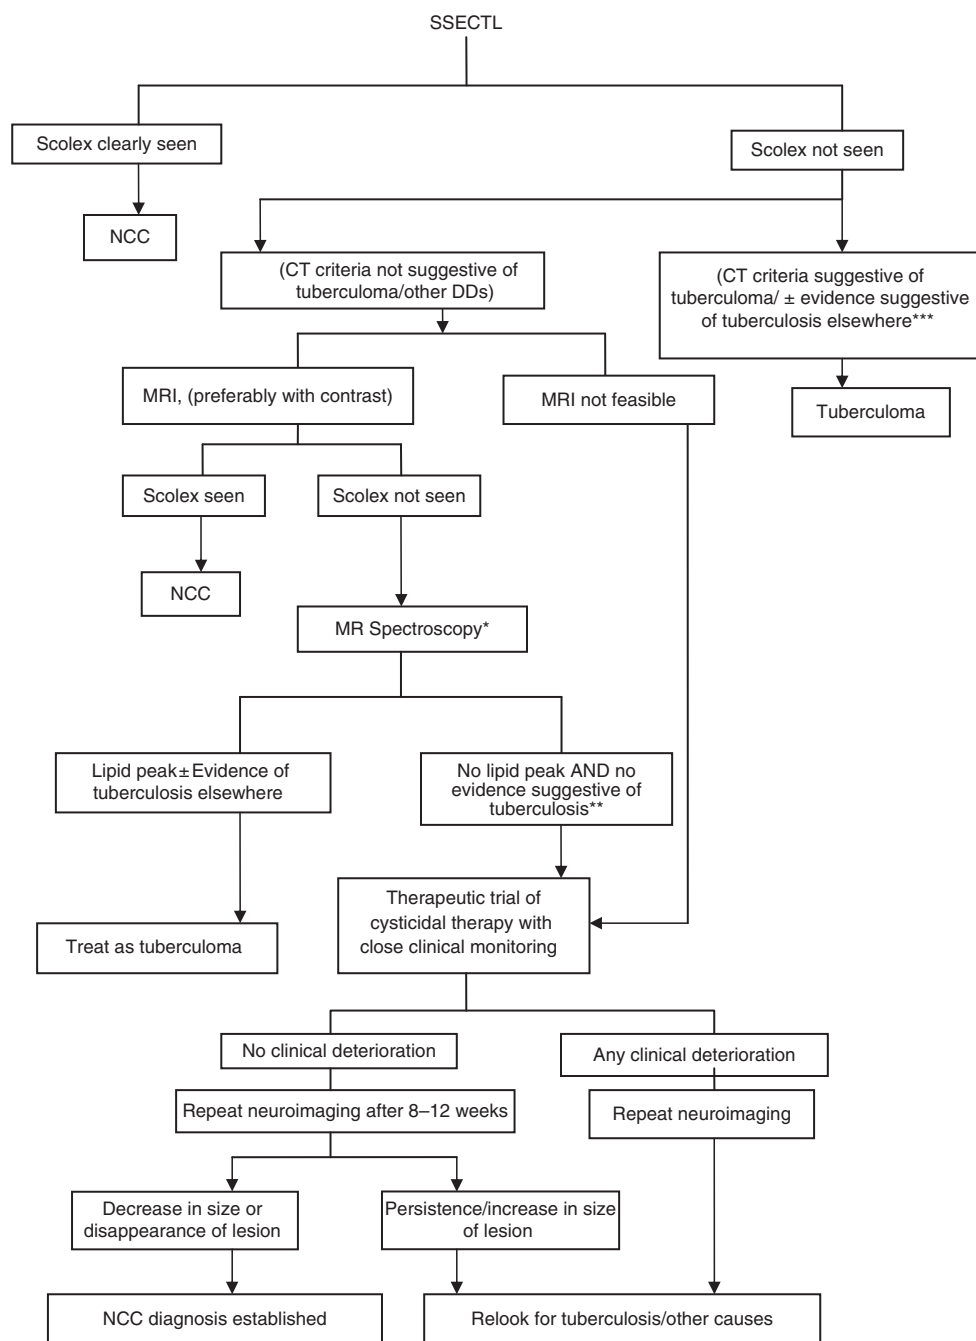 SSECTL
Scolex clearly seen
Scolex not seen
NCC
(CT criteria not suggestive of
tuberculoma/other DDs)
(CT criteria suggestive of
tuberculoma/ ± evidence suggestive
of tuberculosis elsewhere***
MRI, (preferably with contrast)
MRI not feasible
Tuberculoma
Scolex seen
Scolex not seen
NCC
MR Spectroscopy*
Lipid peak±Evidence of
tuberculosis elsewhere
No lipid peak AND no
evidence suggestive of
tuberculosis**
Therapeutic trial of
cysticidal therapy with
close clinical monitoring
Treat as tuberculoma
No clinical deterioration
Any clinical deterioration
Repeat neuroimaging after 8–12 weeks
Repeat neuroimaging
Decrease in size or
disappearance of lesion
Persistence/increase in size
of lesion
NCC diagnosis established
Relook for tuberculosis/other causes